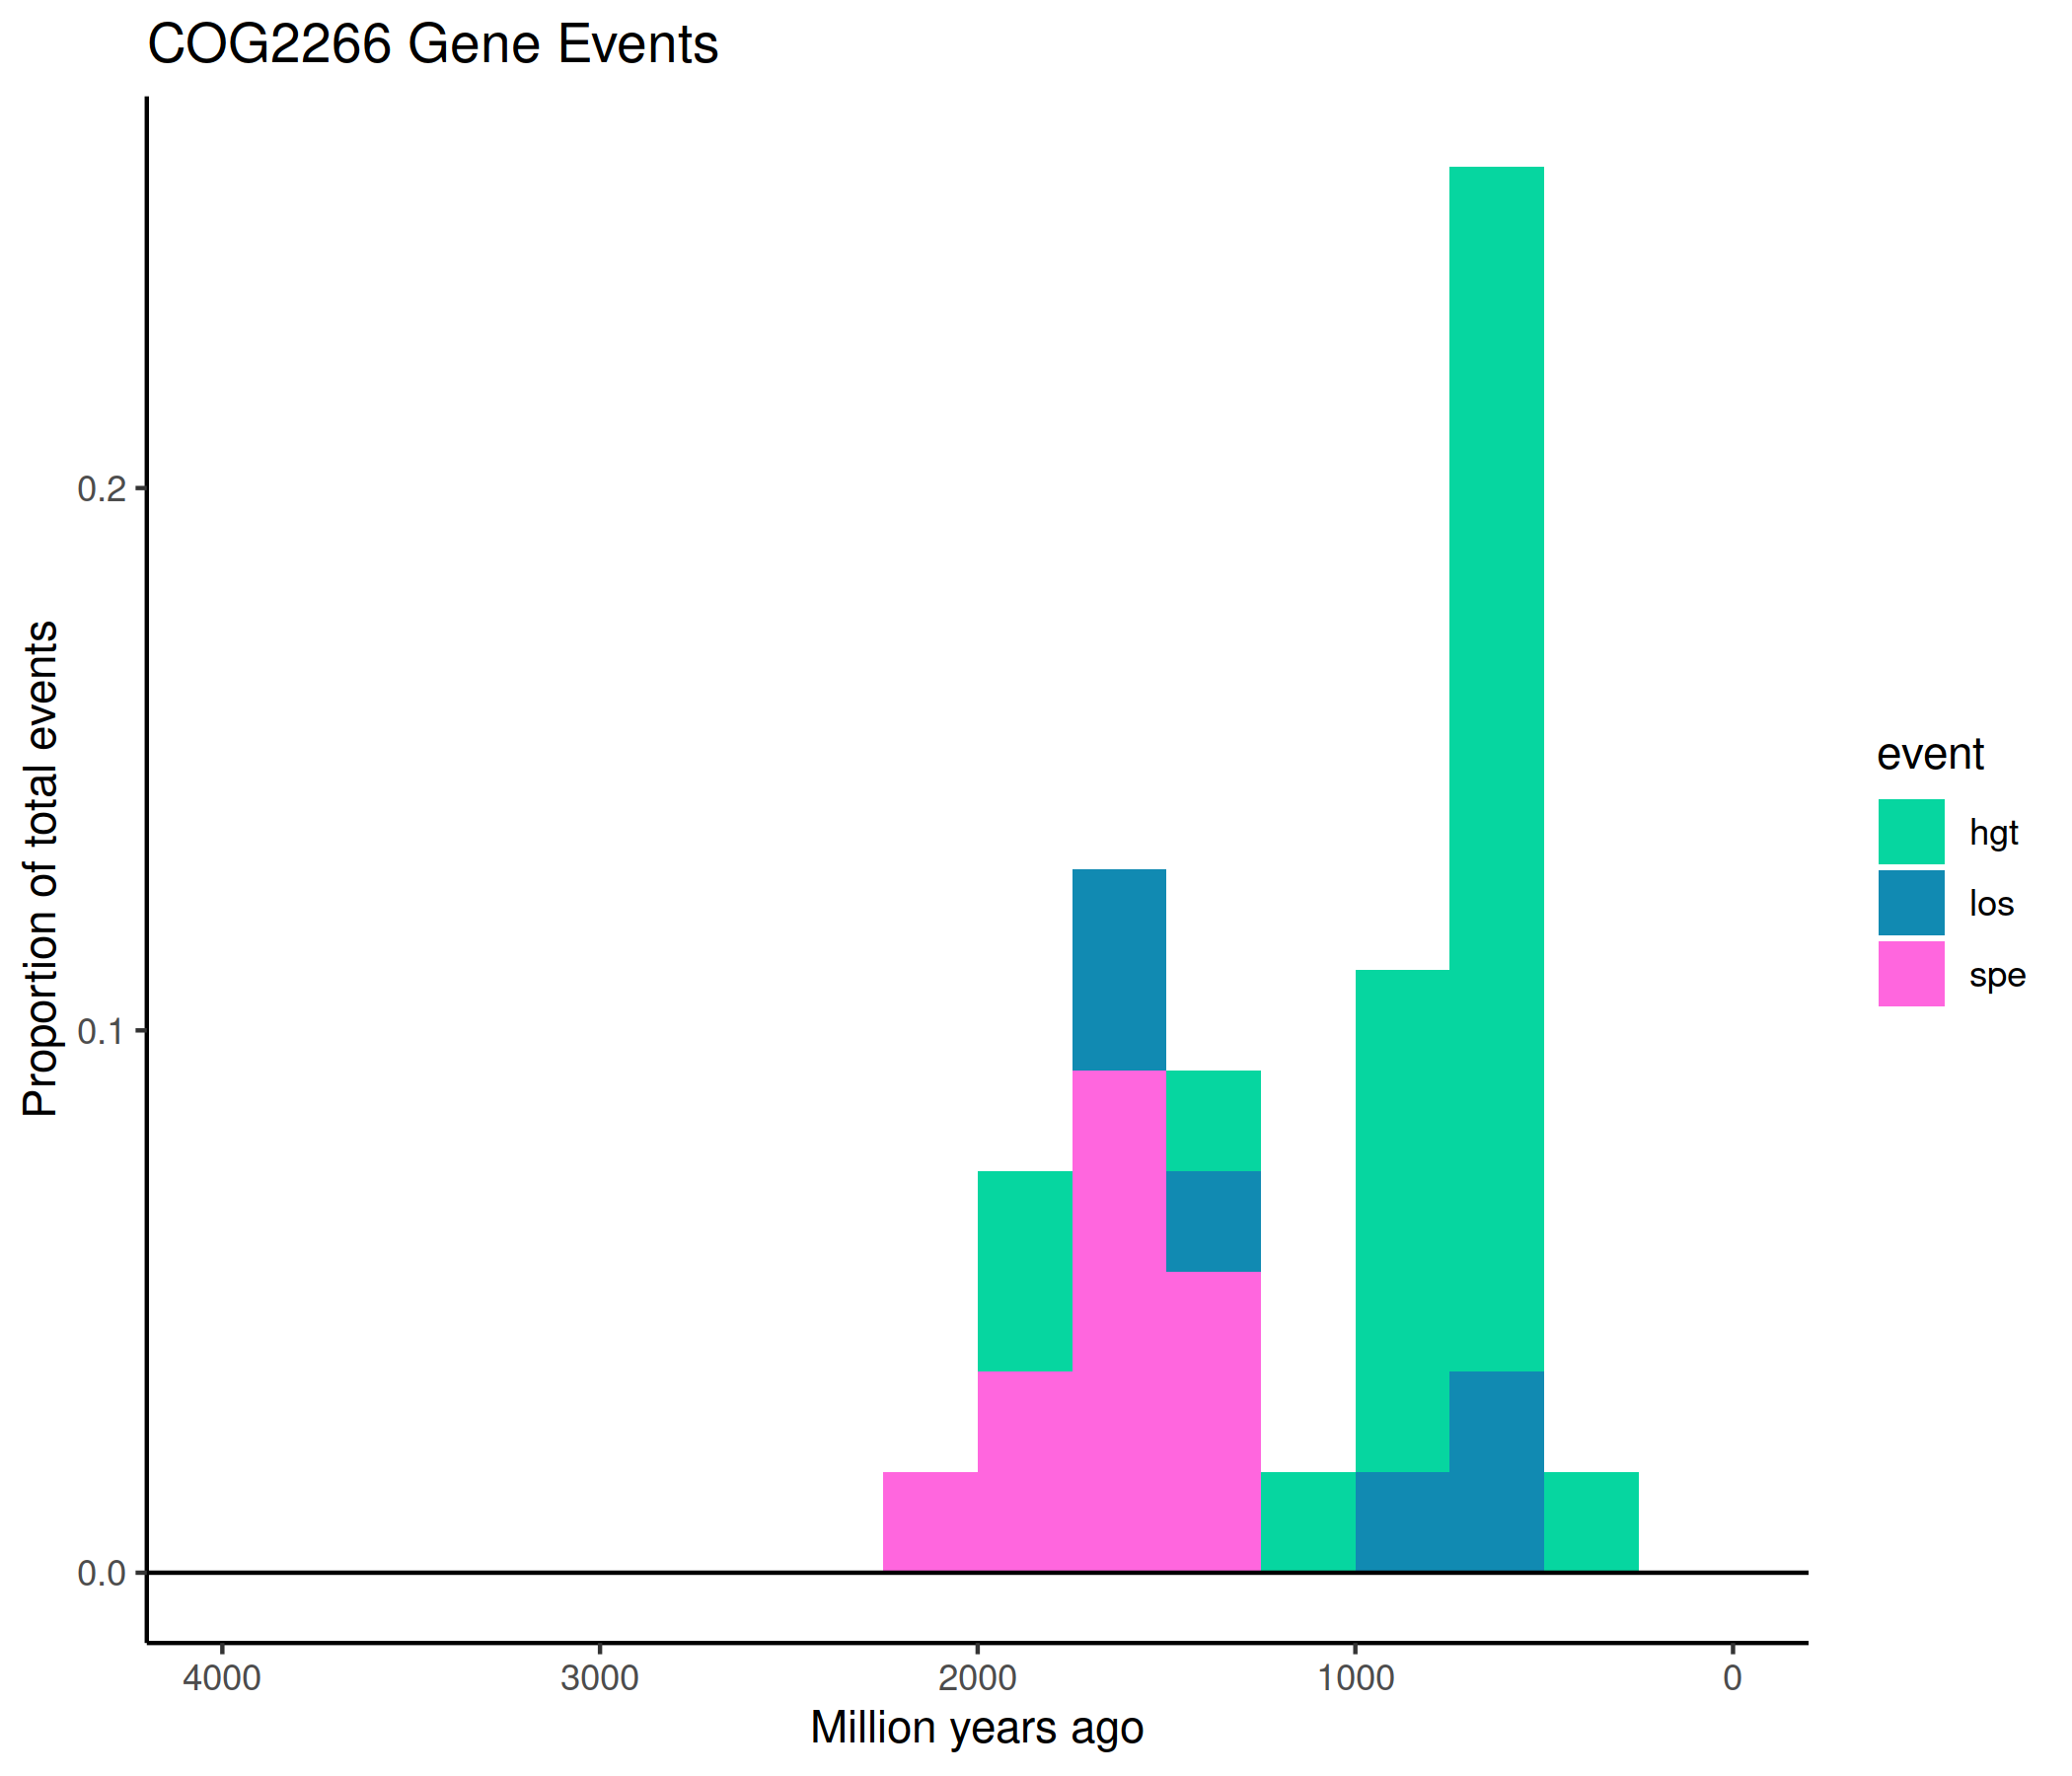 COG2266 Gene Events
Proportion of total events
0.2
0.1
0.0
4000 3000 2000 1000 0
Million years ago
event
hgt
los
spe